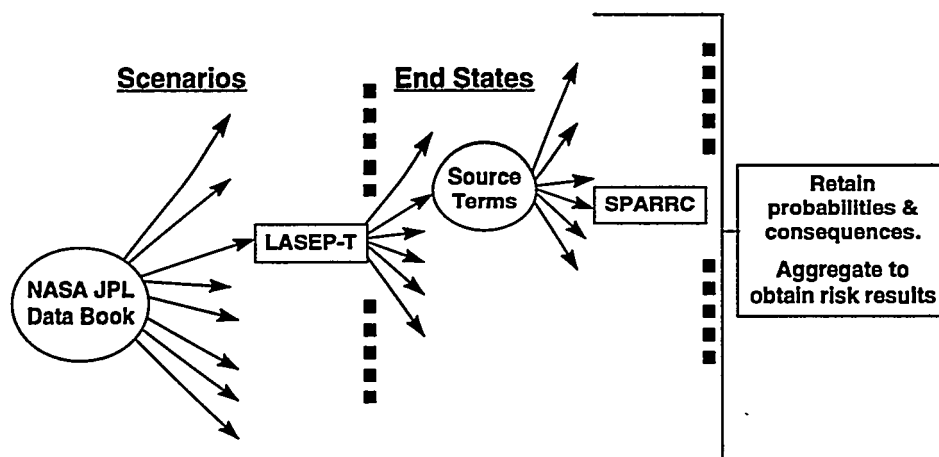 Scenarios
End States
NASA JPL
Data Book
LASEP-T
Source
Terms
SPARRC
Retain
probabilities &
consequences.
Aggregate to
obtain risk results